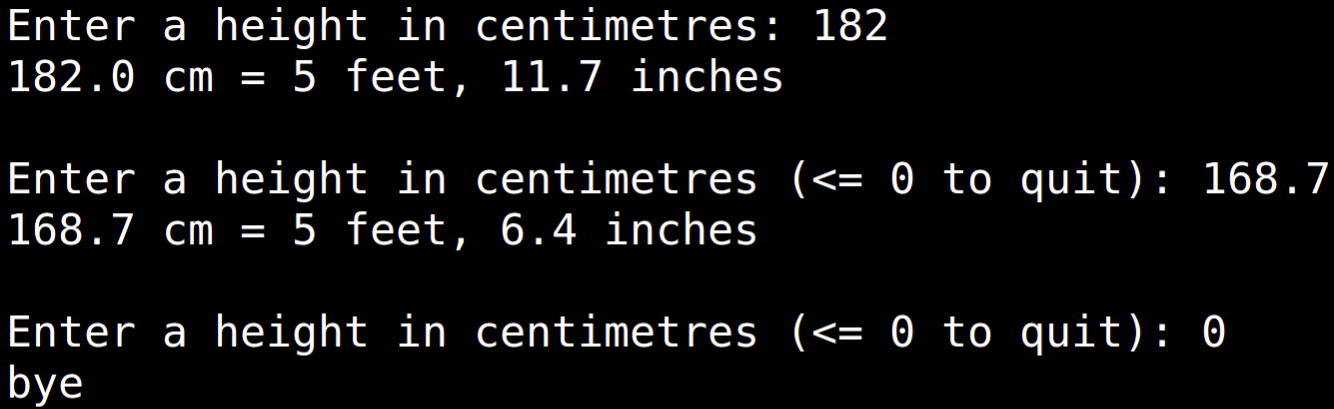 Enter a height in centimetres: 182
182.0 cm = 5 feet, 11.7 inches
Enter a height in centimetres (<= 0 to quit): 168.7
168.7 cm = 5 feet, 6.4 inches
Enter a height in centimetres (<= 0 to quit): 0
bye